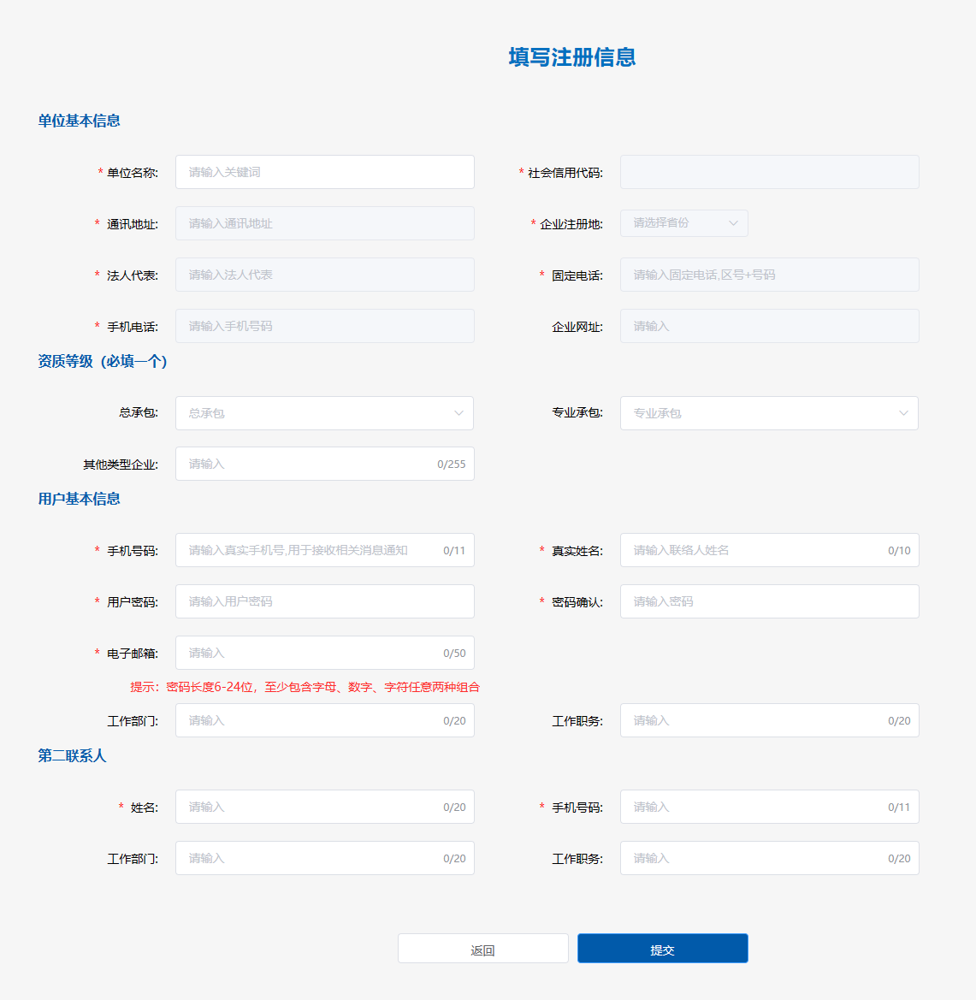 填写注册信息
单位基本信息
* 单位名称: 请输入关键词 * 社会信用代码:
* 通讯地址: 请输入通讯地址 * 企业注册地: 请选择省份
* 法人代表: 请输入法人代表 * 固定电话: 请输入固定电话,区号+号码
* 手机电话: 请输入手机号码 企业网址: 请输入
资质等级（必填一个）
总承包: 总承包 专业承包: 专业承包
其他类型企业: 请输入 0/255
用户基本信息
* 手机号码: 请输入真实手机号,用于接收相关消息通知 0/11 * 真实姓名: 请输入联络人姓名 0/10
* 用户密码: 请输入用户密码 * 密码确认: 请输入密码
* 电子邮箱: 请输入 0/50
提示：密码长度6-24位，至少包含字母、数字、字符任意两种组合
工作部门: 请输入 0/20 工作职务: 请输入 0/20
第二联系人
* 姓名: 请输入 0/20 * 手机号码: 请输入 0/11
工作部门: 请输入 0/20 工作职务: 请输入 0/20
返回 提交